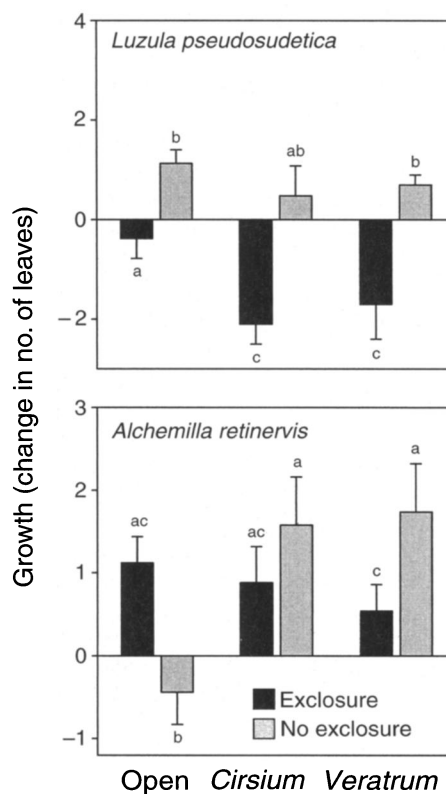 4
Luzula pseudosudetica
b
ab
b
2
0
a
c
c
−2
Growth (change in no. of leaves)
3
Alchemilla retinervis
a
a
ac
ac
c
2
1
0
b
−1
Exclosure
No exclosure
Open Cirsium Veratrum